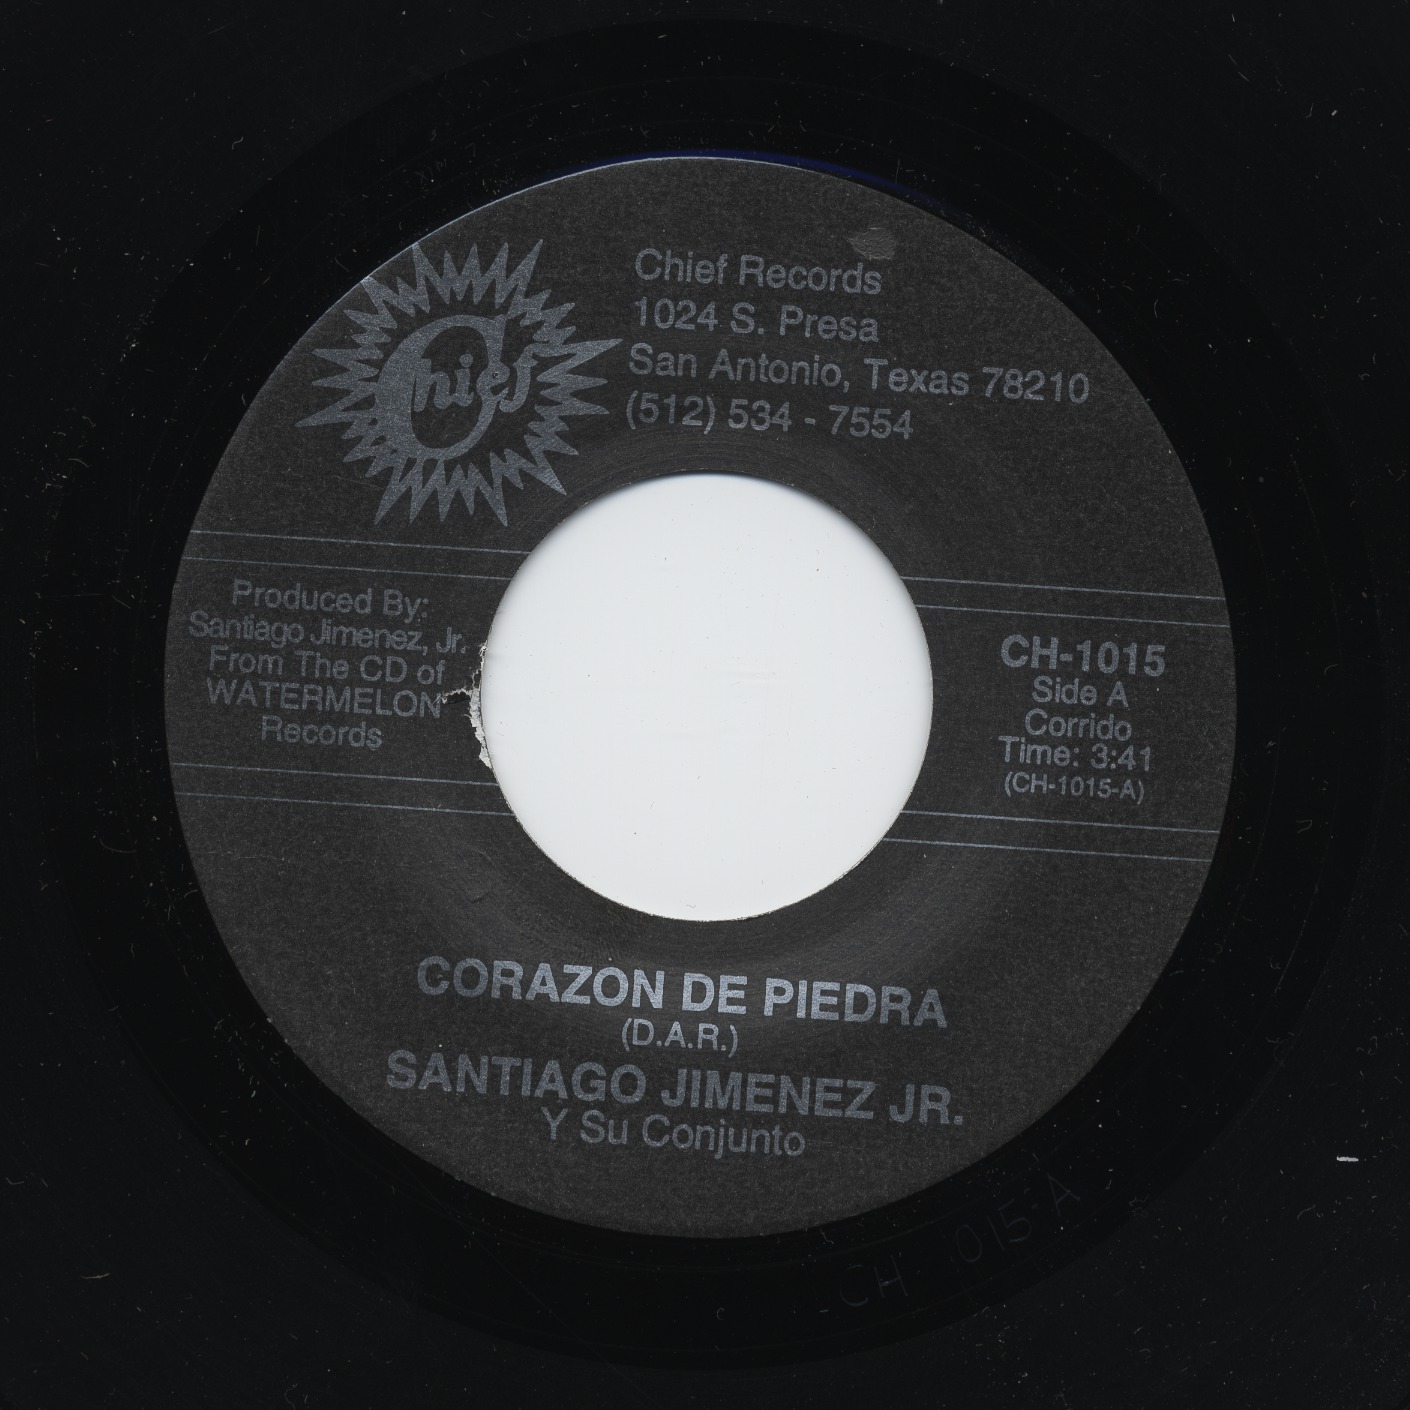 Chief
Chief Records
1024 S. Presa
San Antonio, Texas 78210
(512) 534 - 7554
Produced By:
Santiago Jimenez, Jr.
From The CD of
WATERMELON
Records
CH-1015
Side A
Corrido
Time: 3:41
(CH-1015-A)
CORAZON DE PIEDRA
(D.A.R.)
SANTIAGO JIMENEZ JR.
Y Su Conjunto
CH 1015-A